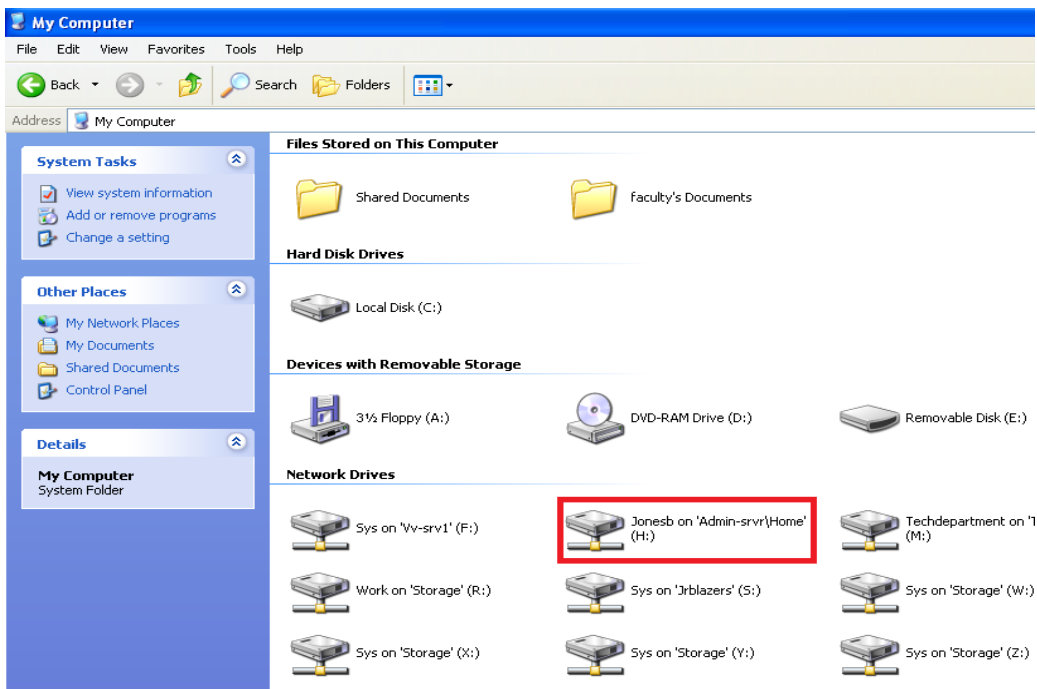 My Computer
File Edit View Favorites Tools Help
Back Search Folders
Address My Computer
System Tasks
View system information
Add or remove programs
Change a setting
Other Places
My Network Places
My Documents
Shared Documents
Control Panel
Details
My Computer
System Folder
Files Stored on This Computer
Shared Documents faculty's Documents
Hard Disk Drives
Local Disk (C:)
Devices with Removable Storage
3½ Floppy (A:) DVD-RAM Drive (D:) Removable Disk (E:)
Network Drives
Sys on 'Vv-srv1' (F:)
Jonesb on 'Admin-srvr\Home'
(H:)
Techdepartment on
(M:)
Work on 'Storage' (R:) Sys on 'Jrblazers' (S:) Sys on 'Storage' (W:)
Sys on 'Storage' (X:) Sys on 'Storage' (Y:) Sys on 'Storage' (Z:)